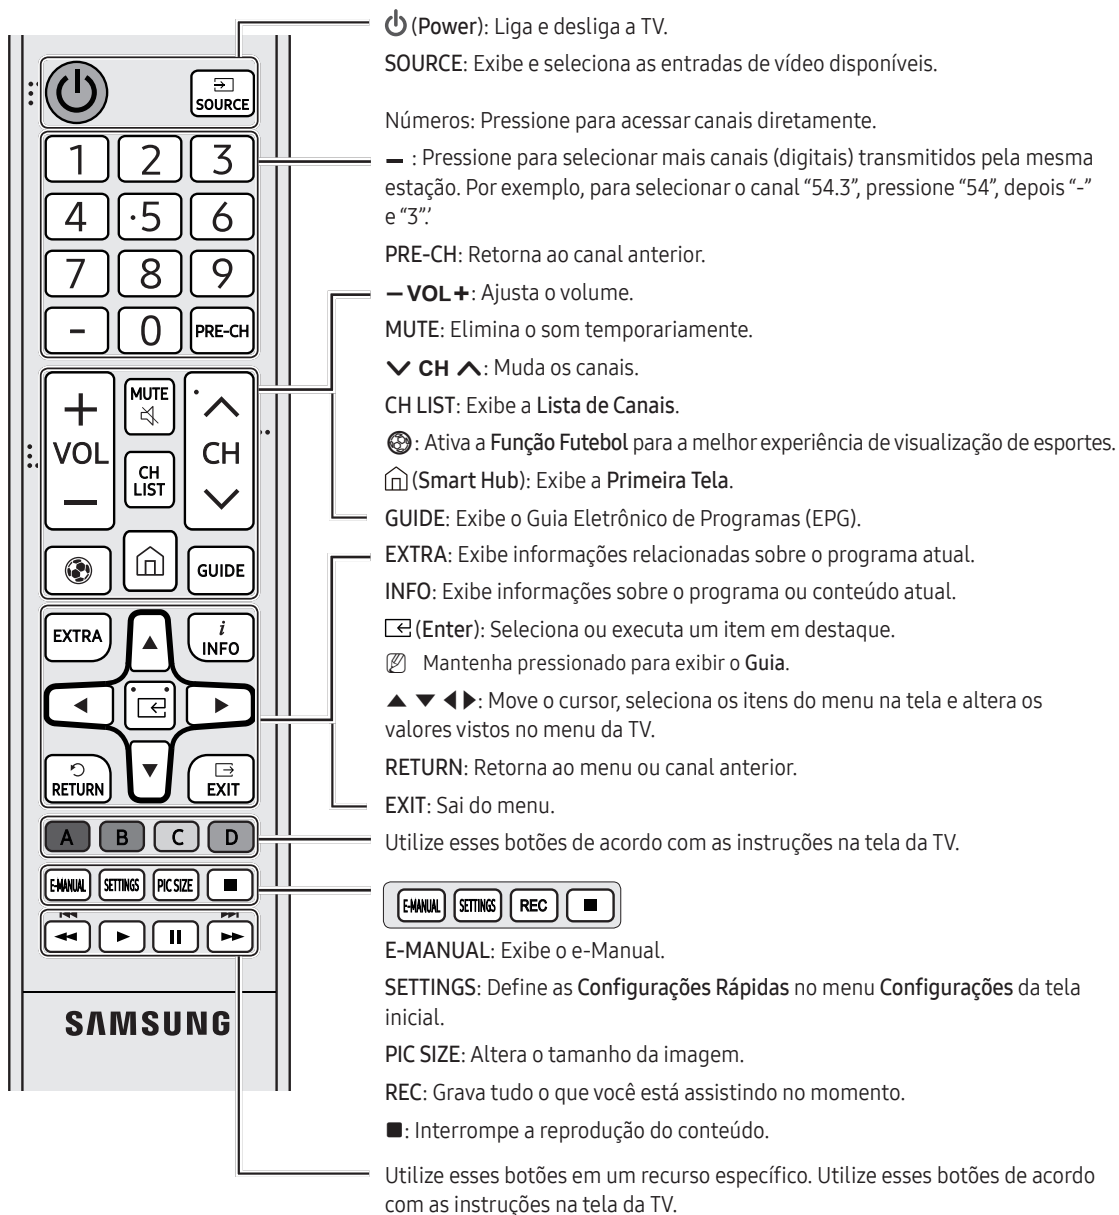 (Power): Liga e desliga a TV.
SOURCE: Exibe e seleciona as entradas de vídeo disponíveis.
Números: Pressione para acessar canais diretamente.
– : Pressione para selecionar mais canais (digitais) transmitidos pela mesma
estação. Por exemplo, para selecionar o canal “54.3”, pressione “54”, depois “-”
e “3”.’
PRE-CH: Retorna ao canal anterior.
– VOL +: Ajusta o volume.
MUTE: Elimina o som temporariamente.
CH : Muda os canais.
CH LIST: Exibe a Lista de Canais.
: Ativa a Função Futebol para a melhor experiência de visualização de esportes.
(Smart Hub): Exibe a Primeira Tela.
GUIDE: Exibe o Guia Eletrônico de Programas (EPG).
EXTRA: Exibe informações relacionadas sobre o programa atual.
INFO: Exibe informações sobre o programa ou conteúdo atual.
(Enter): Seleciona ou executa um item em destaque.
Mantenha pressionado para exibir o Guia.
▲ ▼ ◀ ▶: Move o cursor, seleciona os itens do menu na tela e altera os
valores vistos no menu da TV.
RETURN: Retorna ao menu ou canal anterior.
EXIT: Sai do menu.
Utilize esses botões de acordo com as instruções na tela da TV.
E-MANUAL SETTINGS REC ■
E-MANUAL: Exibe o e-Manual.
SETTINGS: Define as Configurações Rápidas no menu Configurações da tela
inicial.
PIC SIZE: Altera o tamanho da imagem.
REC: Grava tudo o que você está assistindo no momento.
■: Interrompe a reprodução do conteúdo.
Utilize esses botões em um recurso específico. Utilize esses botões de acordo
com as instruções na tela da TV.
SOURCE
1 2 3
4 ·5 6
7 8 9
- 0 PRE-CH
+ VOL –
MUTE
CH
LIST
CH
GUIDE
EXTRA
i
INFO
RETURN
EXIT
A B C D
E-MANUAL SETTINGS PIC SIZE ■
SAMSUNG